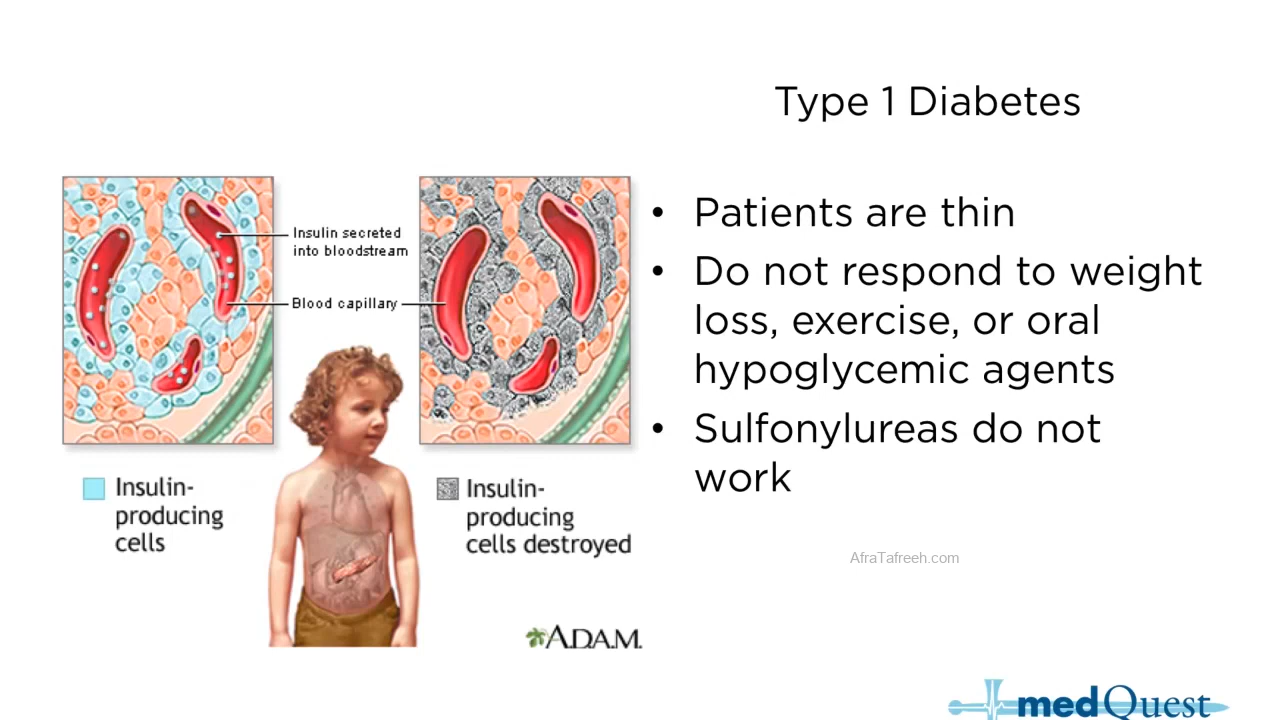 Type 1 Diabetes
Insulin secreted
into bloodstream
Blood capillary
Insulin-
producing
cells
Insulin-
producing
cells destroyed
A.D.A.M.
• Patients are thin
• Do not respond to weight
loss, exercise, or oral
hypoglycemic agents
• Sulfonylureas do not
work
AfraTafreeh.com
medQuest